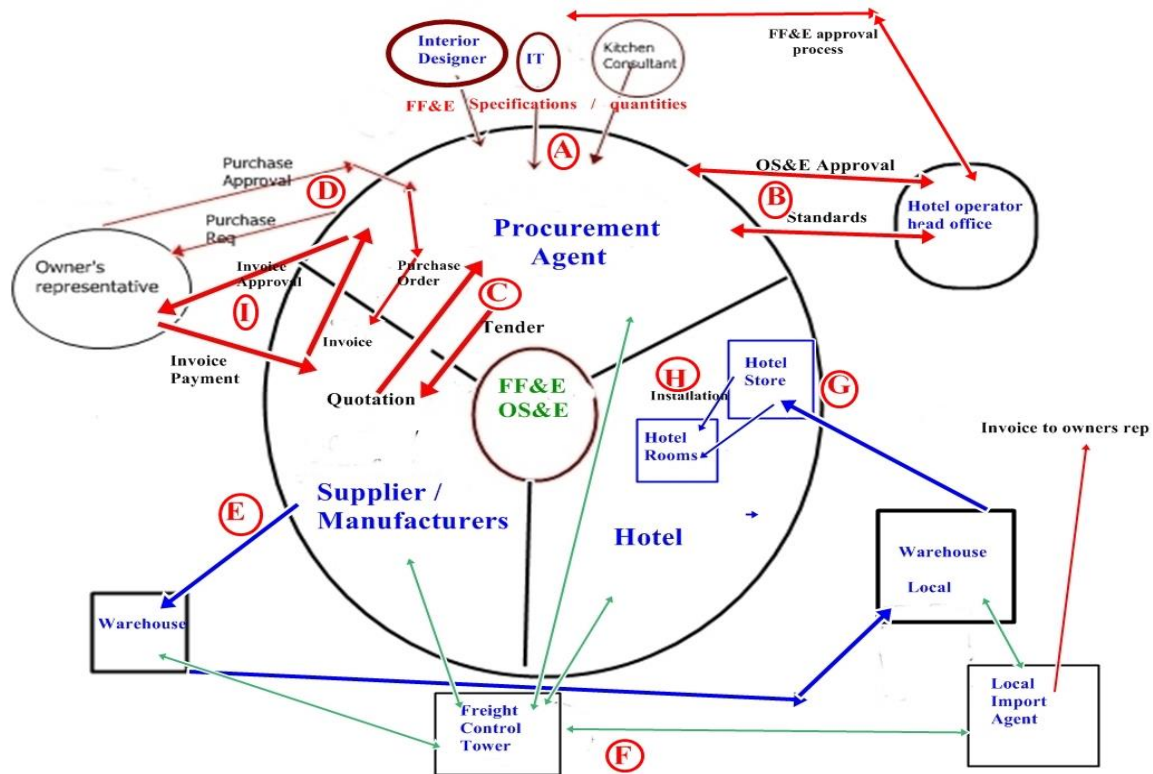 Interior
Designer
IT
Kitchen
Consultant
FF&E approval
process
FF&E Specifications / quantities
A
Purchase
Approval
D
Purchase
Req
OS&E Approval
B
Standards
Hotel operator
head office
Procurement
Agent
Owner's
representative
Invoice
Approval
I
Purchase
Order
C
Tender
Invoice
Invoice
Payment
Quotation
FF&E
OS&E
H
Installation
Hotel
Store
G
Hotel
Rooms
Invoice to owners rep
Supplier /
Manufacturers
E
Hotel
Warehouse
Local
Warehouse
Freight
Control
Tower
F
Local
Import
Agent